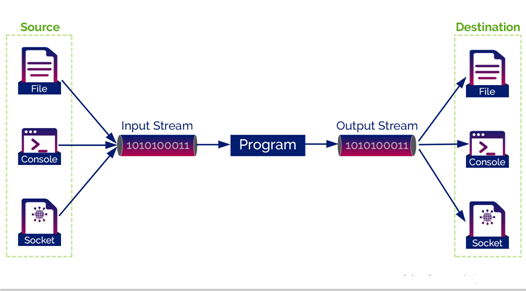 Source
Destination
File
File
Input Stream
Output Stream
1010100011
Program
1010100011
Console
Console
Socket
Socket